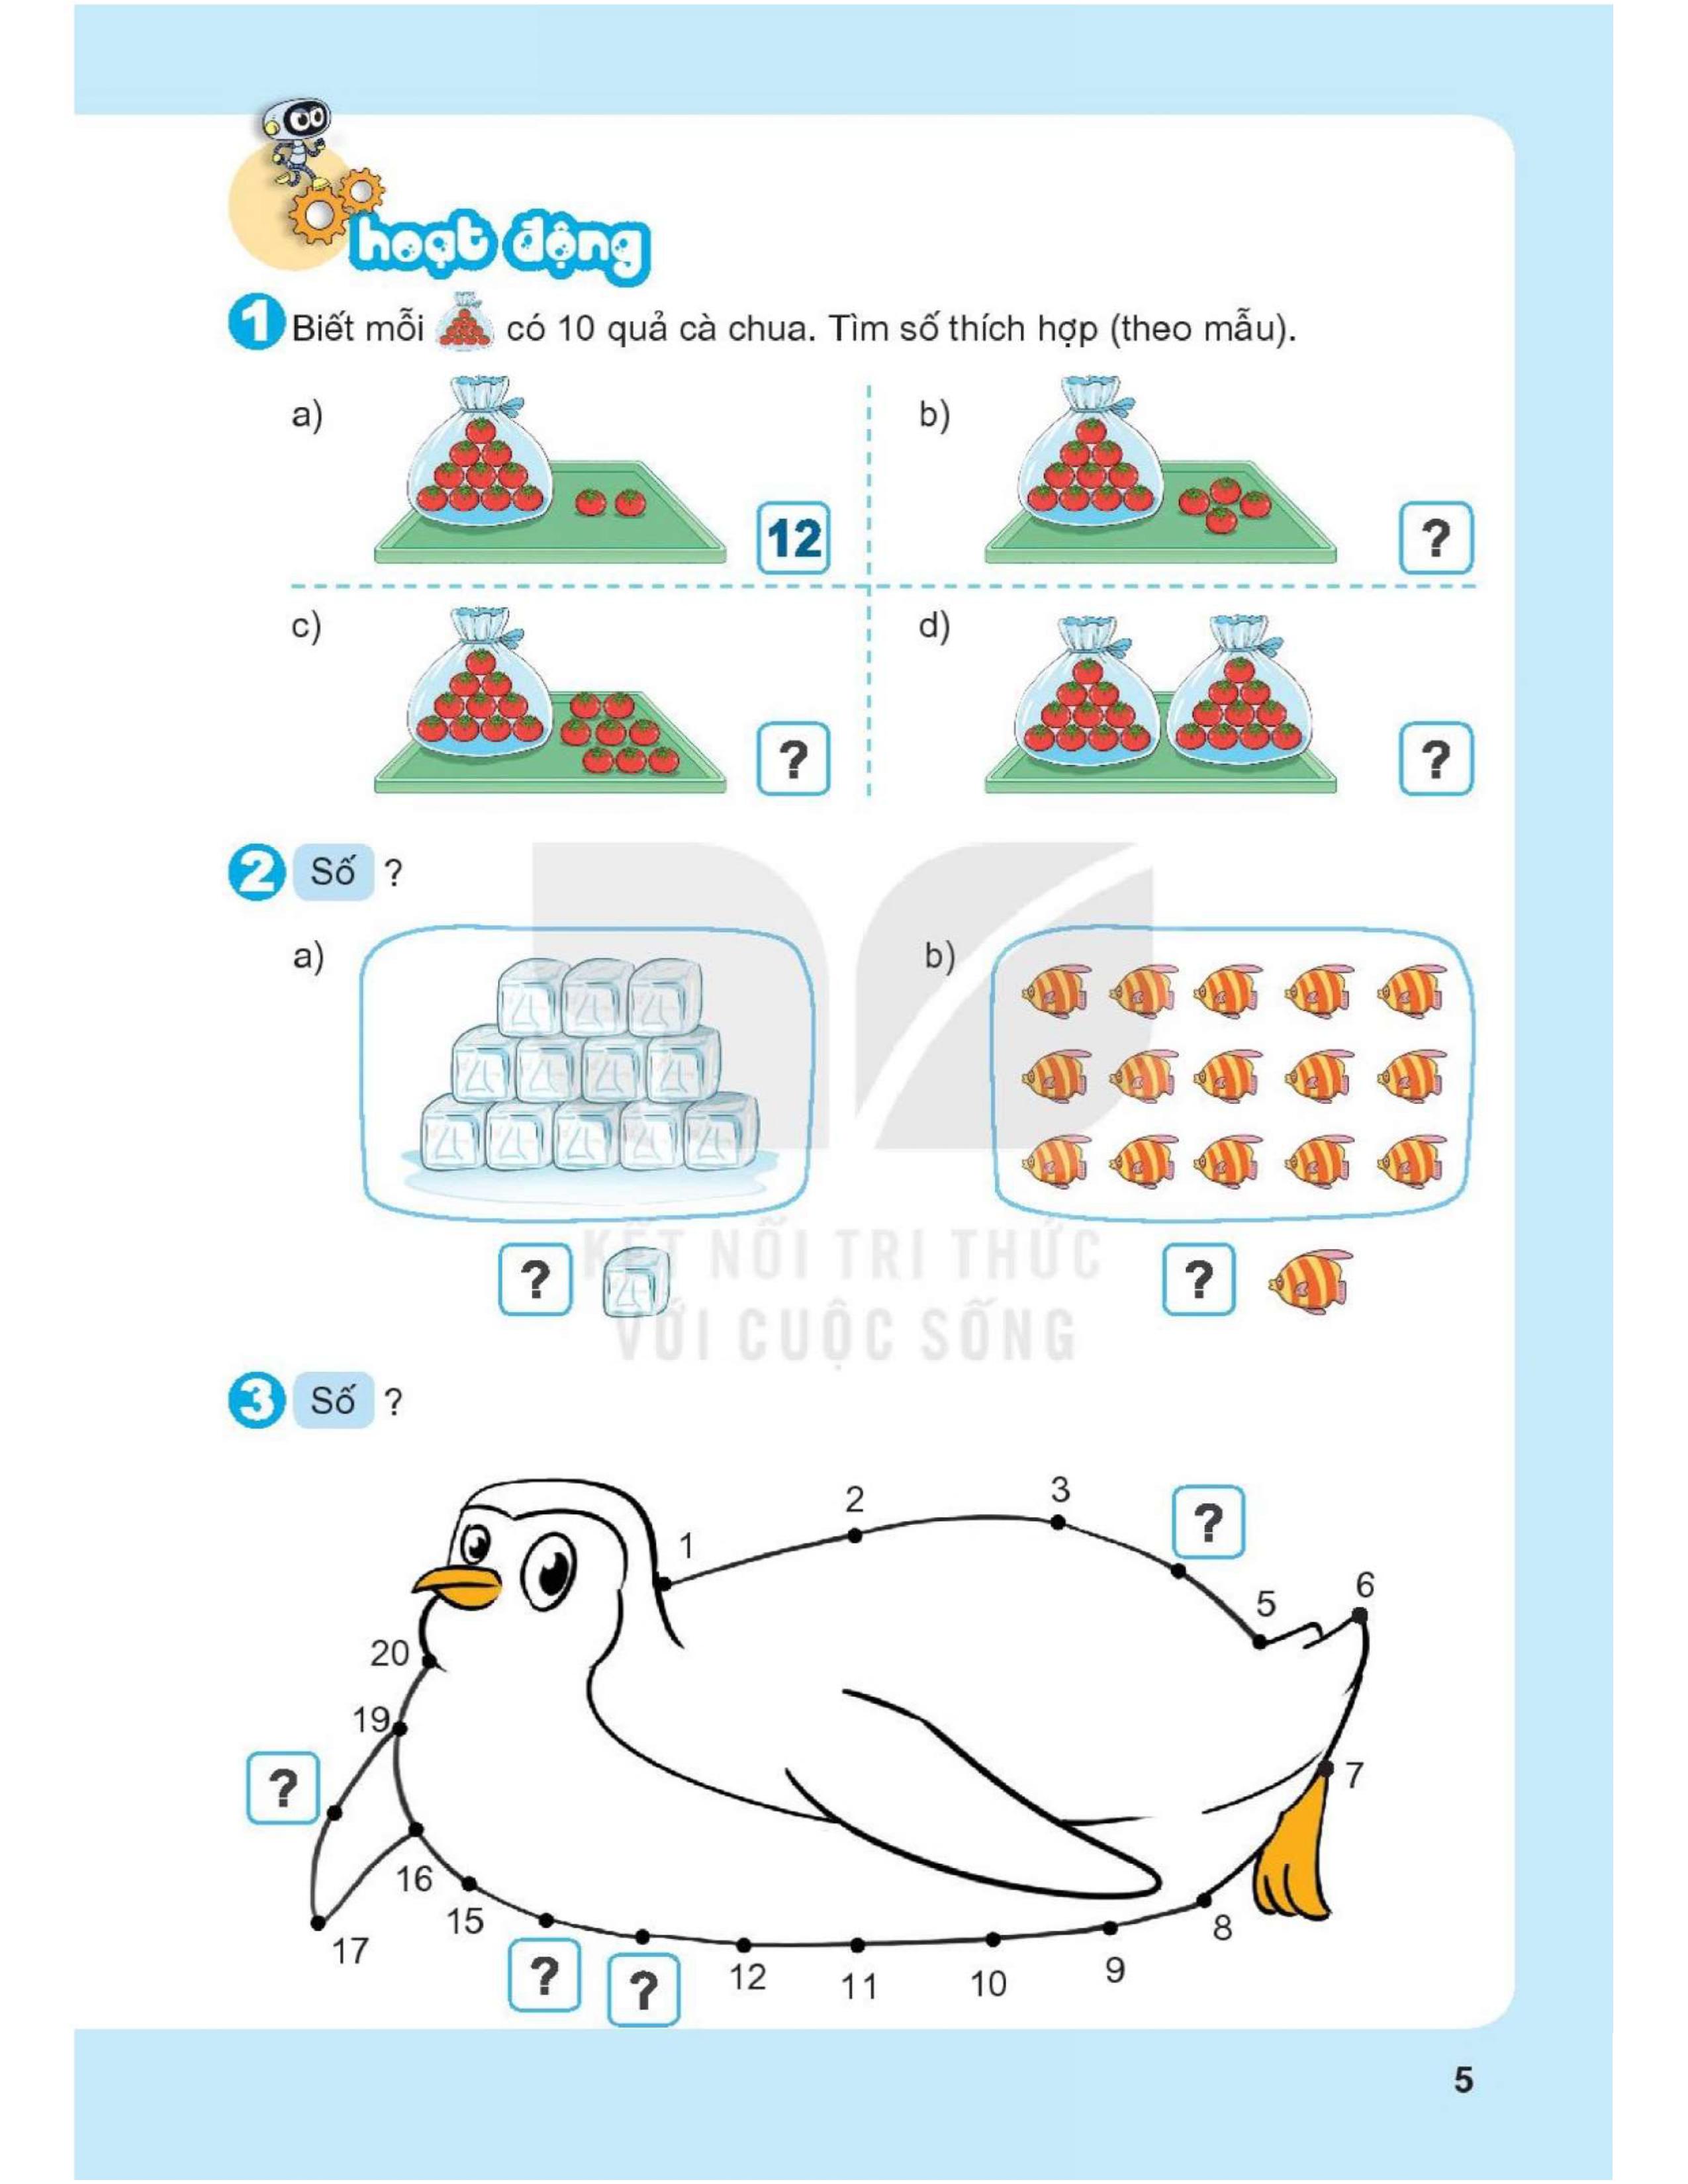 hoạt động
1 Biết mỗi có 10 quả cà chua. Tìm số thích hợp (theo mẫu).
a) 12
b) ?
c) ?
d) ?
2 Số ?
a)
b)
? ?
KẾT NỐI TRI THỨC
VỚI CUỘC SỐNG
3 Số ?
1
2
3
?
5
6
7
8
9
10
11
12
?
?
15
16
17
?
19
20
5